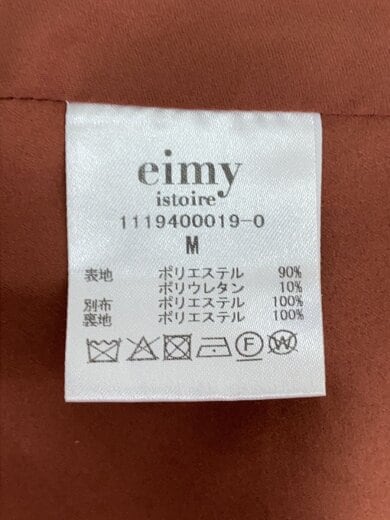 eimy
istoire
1119400019-0
M
表地 ポリエステル 90%
ポリウレタン 10%
別布 ポリエステル 100%
裏地 ポリエステル 100%
F W